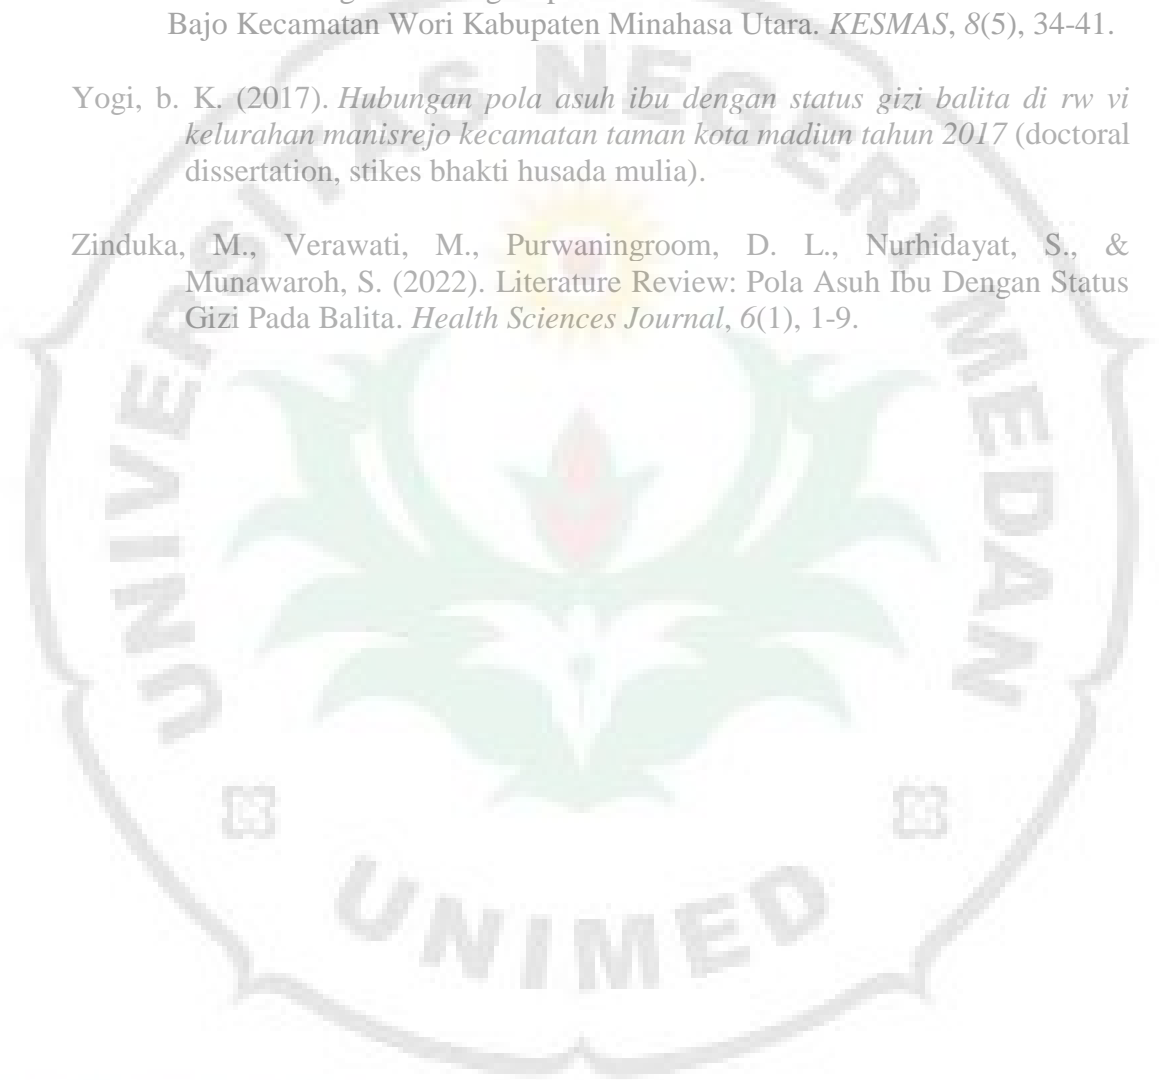 Bajo Kecamatan Wori Kabupaten Minahasa Utara. KESMAS, 8(5), 34-41.
Yogi, b. K. (2017). Hubungan pola asuh ibu dengan status gizi balita di rw vi
kelurahan manisrejo kecamatan taman kota madiun tahun 2017 (doctoral
dissertation, stikes bhakti husada mulia).
Zinduka, M., Verawati, M., Purwaningroom, D. L., Nurhidayat, S., &
Munawaroh, S. (2022). Literature Review: Pola Asuh Ibu Dengan Status
Gizi Pada Balita. Health Sciences Journal, 6(1), 1-9.
UNIVERSITAS NEGERI MEDAN
UNIMED